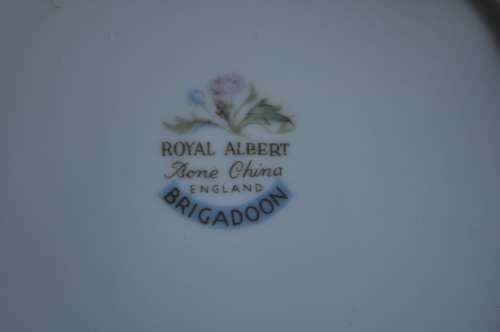 ROYAL ALBERT
Bone China
ENGLAND
BRIGADOON